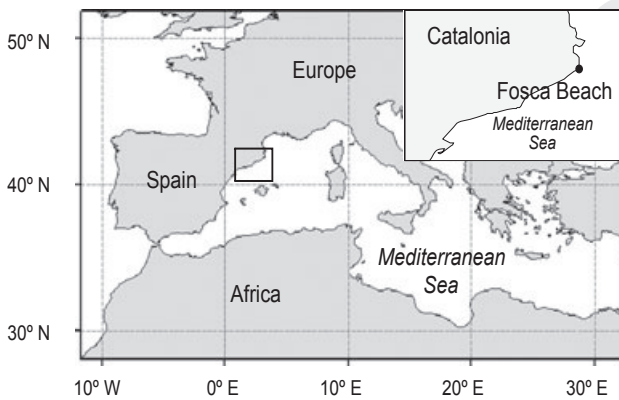 50º N
40º N
30º N
10º W
0º E
10º E
20º E
30º E
Europe
Spain
Africa
Mediterranean
Sea
Catalonia
Fosca Beach
Mediterranean
Sea